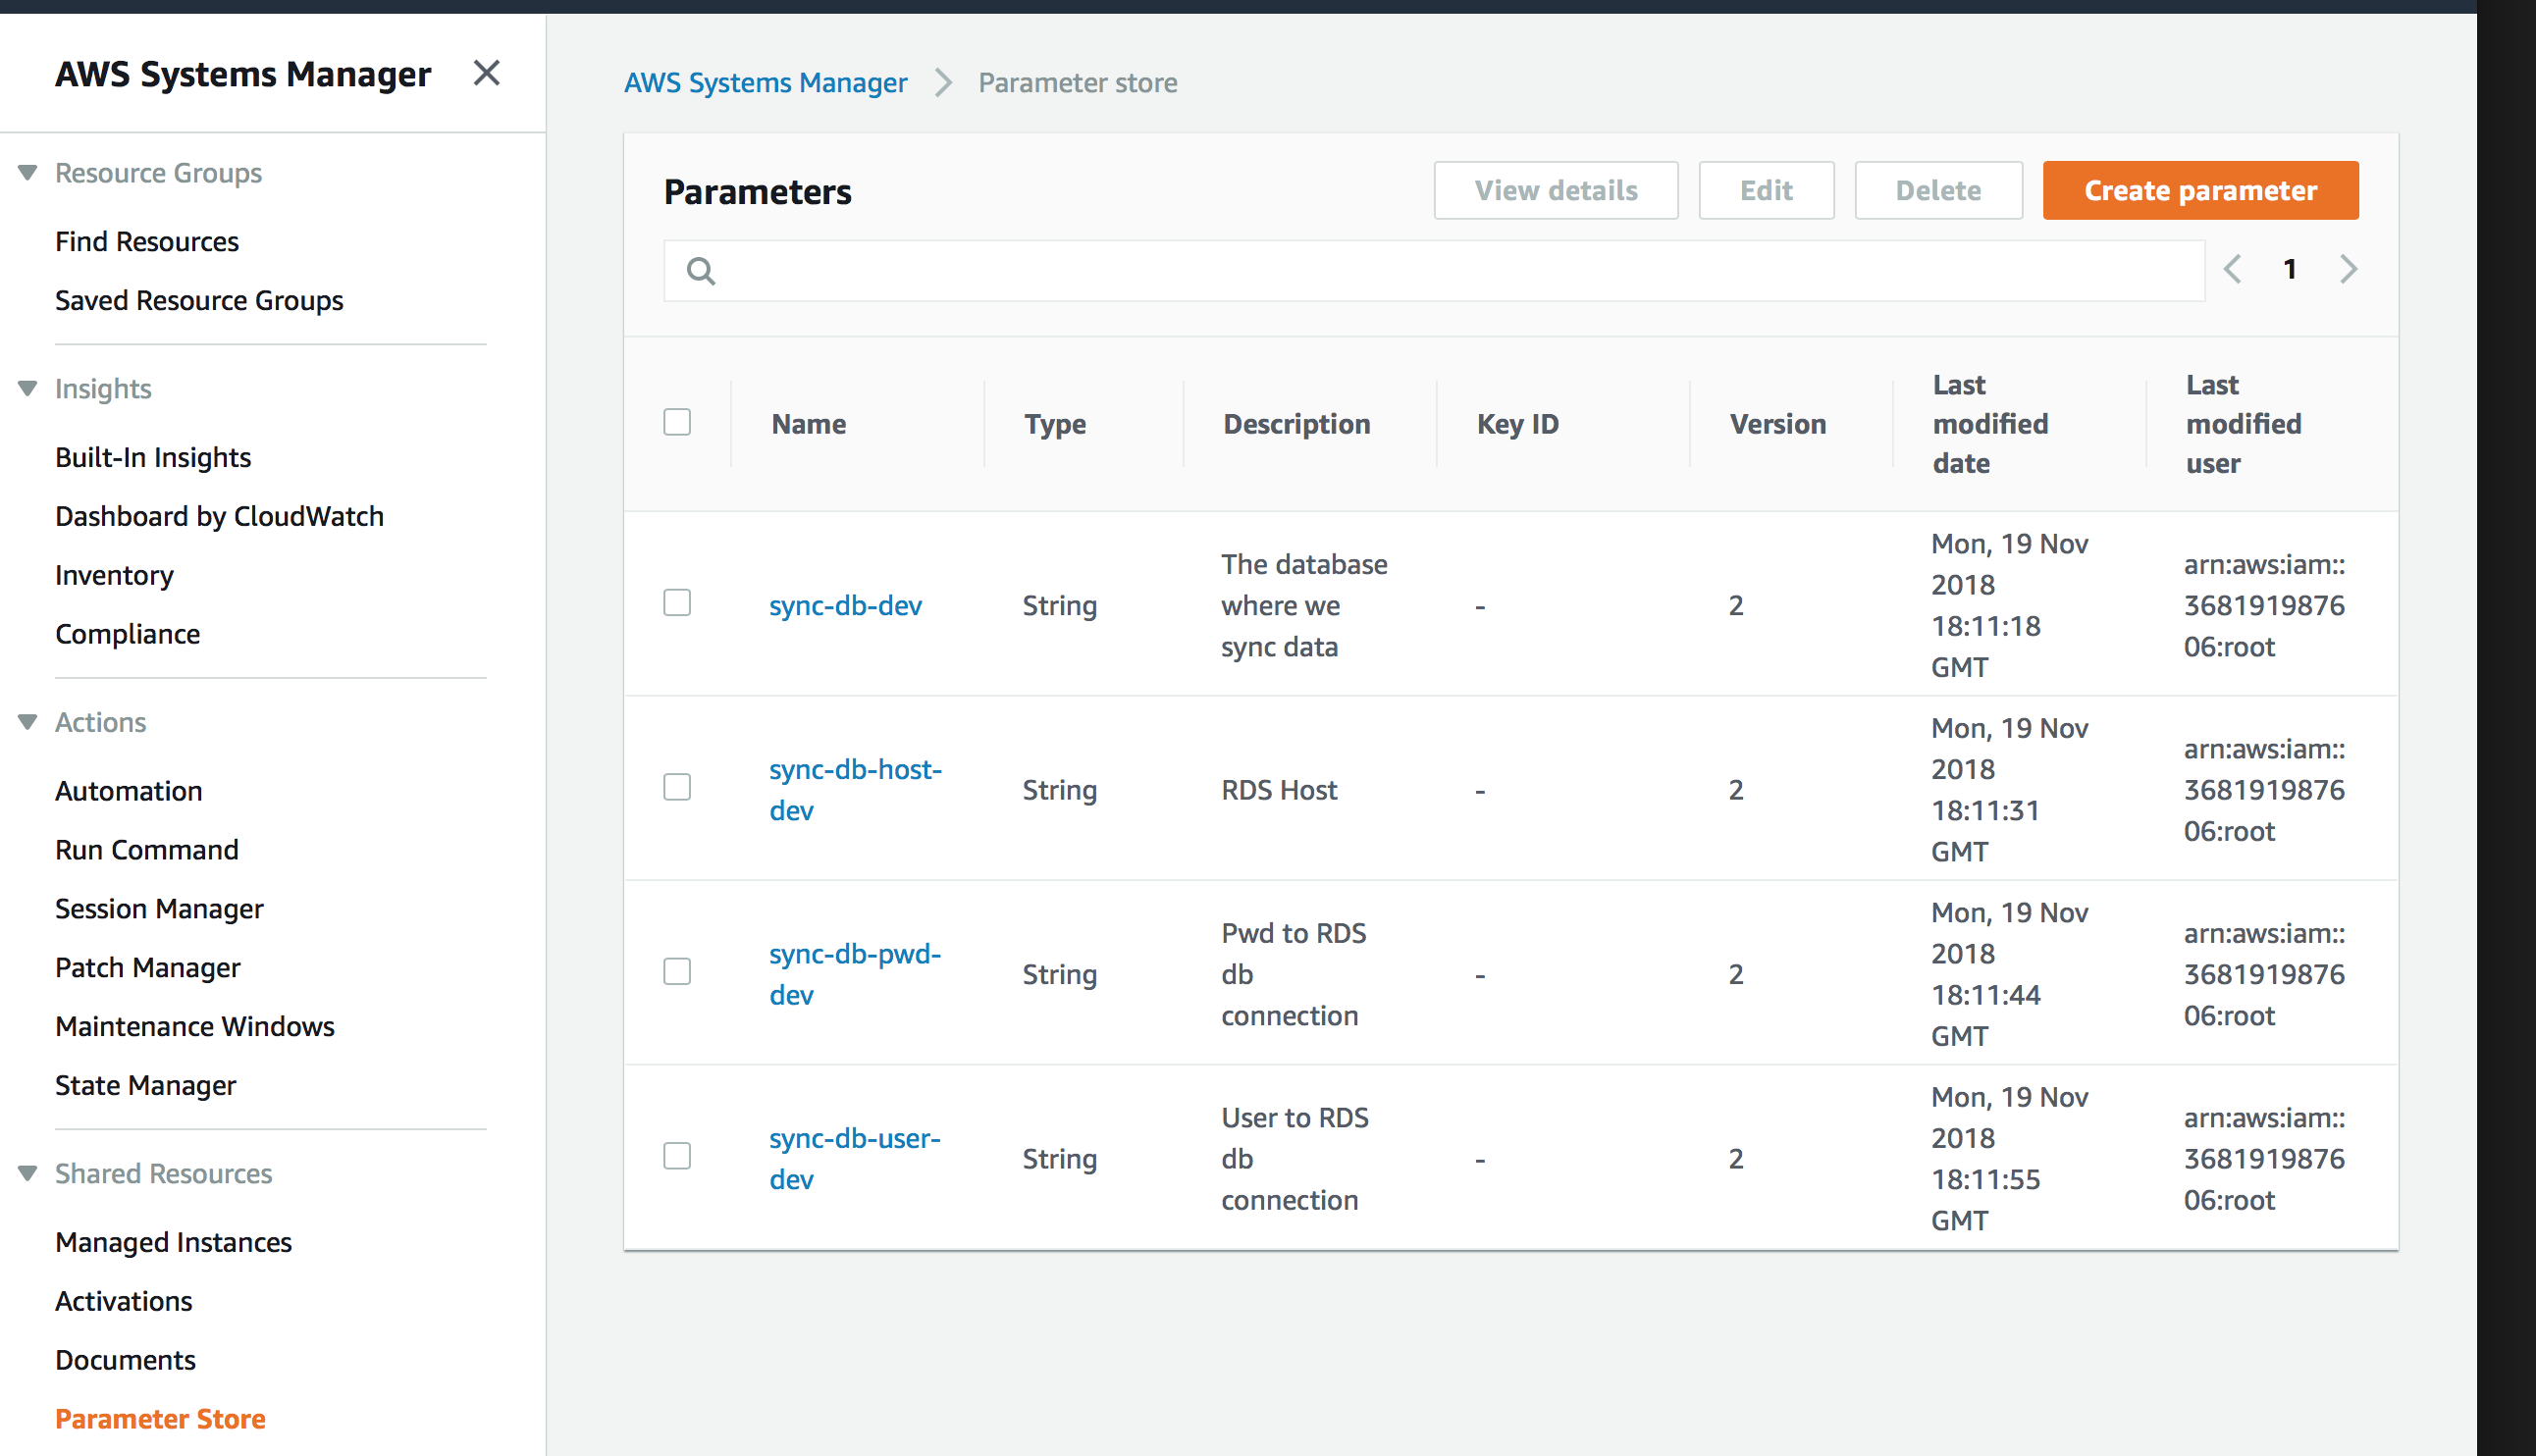 AWS Systems Manager
Resource Groups
Find Resources
Saved Resource Groups
Insights
Built-In Insights
Dashboard by CloudWatch
Inventory
Compliance
Actions
Automation
Run Command
Session Manager
Patch Manager
Maintenance Windows
State Manager
Shared Resources
Managed Instances
Activations
Documents
Parameter Store
AWS Systems Manager > Parameter store
Parameters
View details
Edit
Delete
Create parameter
1
Name
Type
Description
Key ID
Version
Last
modified
date
Last
modified
user
sync-db-dev
String
The database
where we
sync data
-
2
Mon, 19 Nov
2018
18:11:18
GMT
arn:aws:iam::
3681919876
06:root
sync-db-host-
dev
String
RDS Host
-
2
Mon, 19 Nov
2018
18:11:31
GMT
arn:aws:iam::
3681919876
06:root
sync-db-pwd-
dev
String
Pwd to RDS
db
connection
-
2
Mon, 19 Nov
2018
18:11:44
GMT
arn:aws:iam::
3681919876
06:root
sync-db-user-
dev
String
User to RDS
db
connection
-
2
Mon, 19 Nov
2018
18:11:55
GMT
arn:aws:iam::
3681919876
06:root